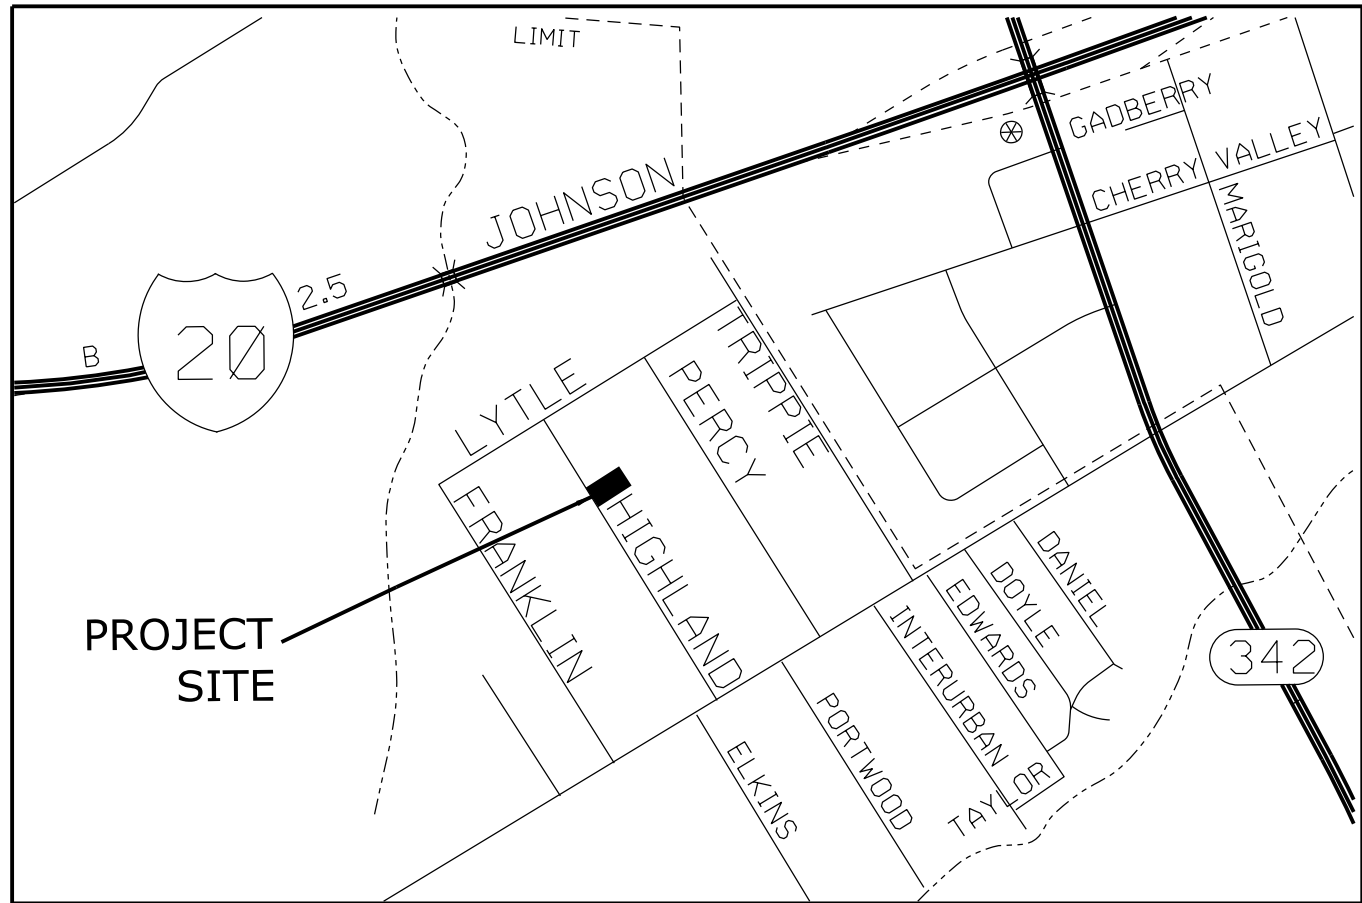 LIMIT
GADBERRY
CHERRY VALLEY
MARIGOLD
JOHNSON
2.5
20
B
LYTLE
TRIPPIE
PERCY
FRANKLIN
HIGHLAND
DANIEL
DOYLE
EDWARDS
INTERURBAN
PROJECT
SITE
342
PORTWOOD
ELKINS
TAYLOR